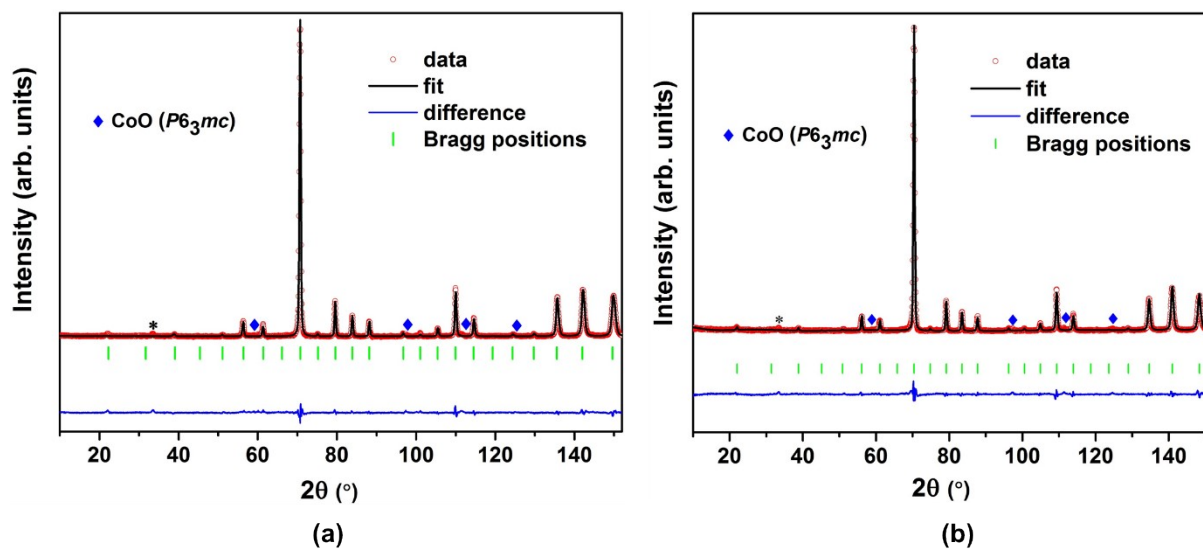 data
fit
difference
Bragg positions
◆ CoO (P6₃mc)
*
Intensity (arb. units)
20 40 60 80 100 120 140
2θ (°)
(a)
data
fit
difference
Bragg positions
◆ CoO (P6₃mc)
*
Intensity (arb. units)
20 40 60 80 100 120 140
2θ (°)
(b)